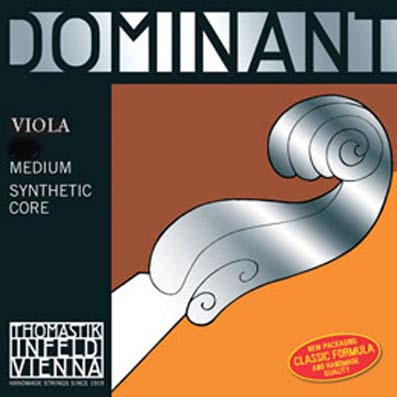 DOMINANT
VIOLA
MEDIUM
SYNTHETIC
CORE
THOMASTIK
INFELD
VIENNA
HANDMADE STRINGS SINCE 1919
NEW PACKAGING
CLASSIC FORMULA
AND HANDMADE
QUALITY